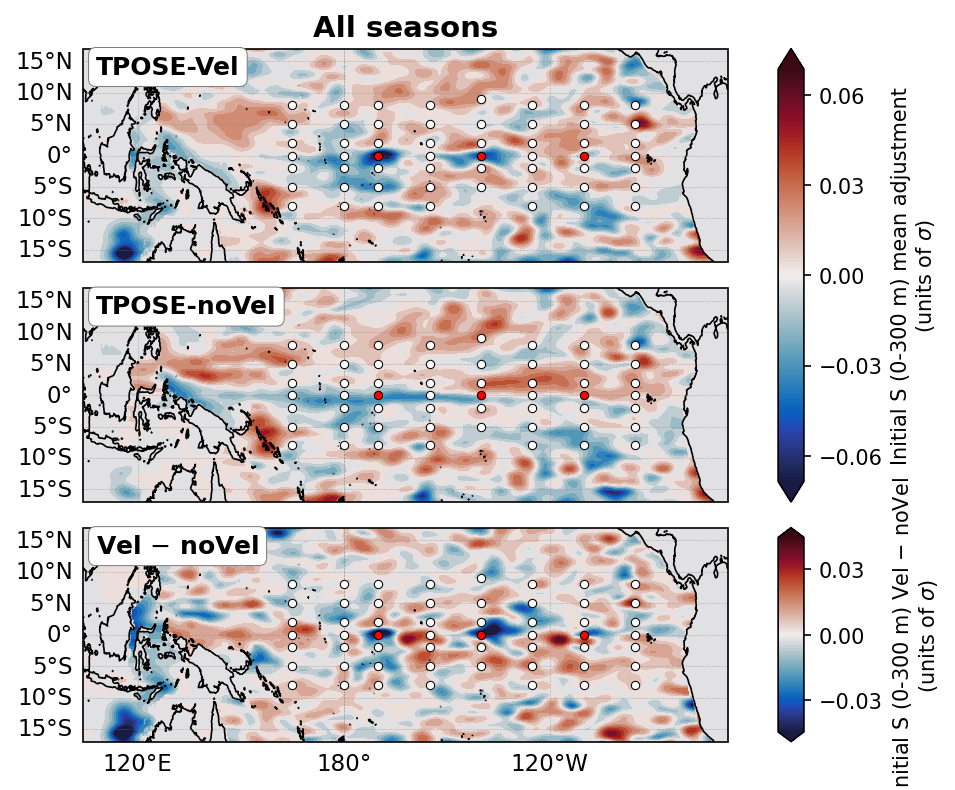 All seasons
TPOSE-Vel
15°N
10°N
5°N
0°
5°S
10°S
15°S
TPOSE-noVel
15°N
10°N
5°N
0°
5°S
10°S
15°S
Vel − noVel
15°N
10°N
5°N
0°
5°S
10°S
15°S
120°E 180° 120°W
0.06
0.03
0.00
−0.03
−0.06
Initial S (0-300 m) mean adjustment
(units of σ)
0.03
0.00
−0.03
nitial S (0-300 m) Vel − noVel
(units of σ)